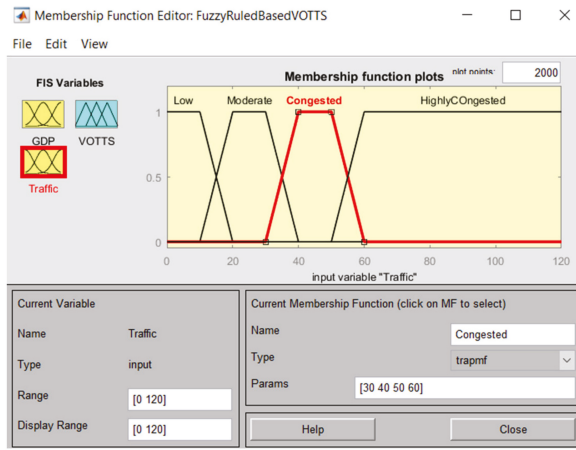 Membership Function Editor: FuzzyRuledBasedVOTTS
File Edit View
FIS Variables
GDP VOTTS
Traffic
Membership function plots plot points: 2000
Low Moderate Congested HighlyCOngested
1
0.5
0
0 20 40 60 80 100 120
input variable "Traffic"
Current Variable
Name Traffic
Type input
Range [0 120]
Display Range [0 120]
Current Membership Function (click on MF to select)
Name Congested
Type trapmf
Params [30 40 50 60]
Help Close